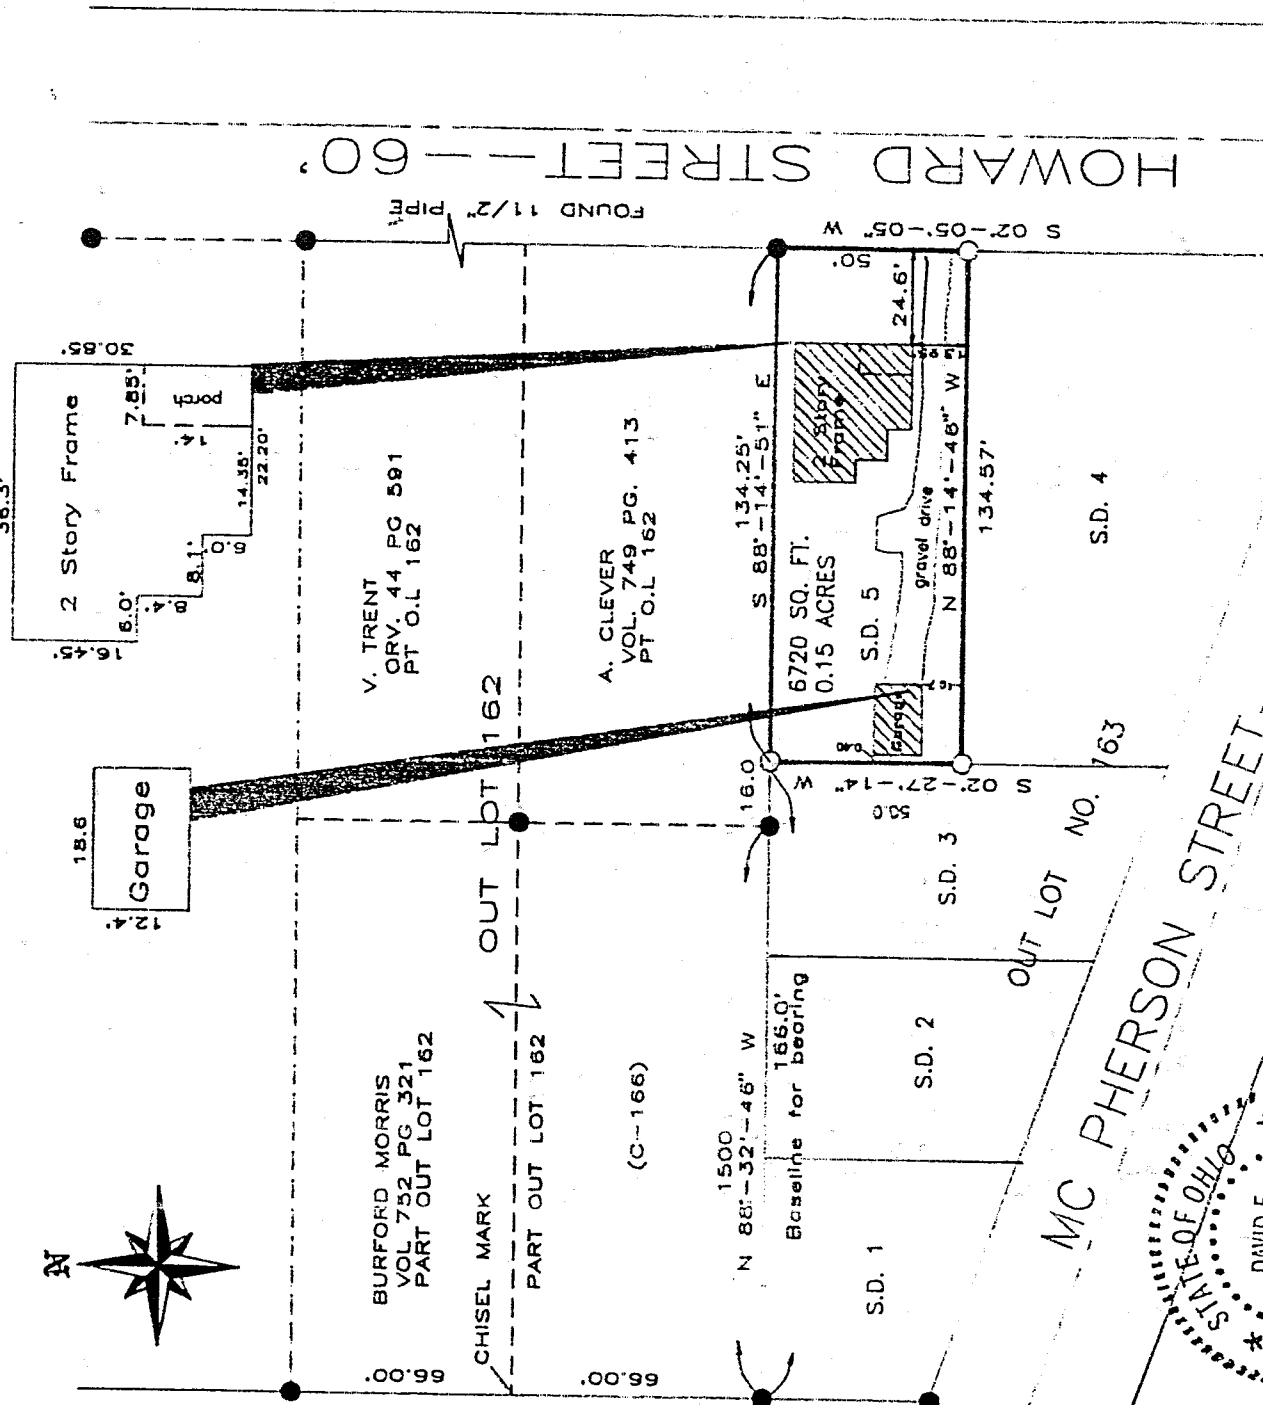 HOWARD STREET---60'
FOUND 1 1/2" PIPE
S 02°-05'-05" W
50'
24.6'
13.95'
36.3'
2 Story Frame
30.85'
7.85'
porch
14'
14.35'
22.20'
6.0'
8.1'
8.4'
6.0'
16.45'
V. TRENT
ORV. 44 PG 591
PT O.L 162
A. CLEVER
VOL. 749 PG. 413
PT O.L 162
134.25'
S 88°-14'-51" E
2 Story
Frame
6720 SQ. FT.
0.15 ACRES
S.D. 5
gravel drive
N 88°-14'-46" W
134.57'
S.D. 4
18.6
Garage
12.4'
OUT LOT 162
Garage
0.40
16.0
S 02°-27'-14" W
50.0
S.D. 3
OUT LOT NO. 163
MC PHERSON STREET
N
BURFORD MORRIS
VOL 752 PG 321
PART OUT LOT 162
CHISEL MARK
PART OUT LOT 162
(C-166)
66.00'
66.00'
1500
N 88°-32'-46" W
166.0'
Baseline for bearing
S.D. 2
S.D. 1
STATE OF OHIO
DAVID E.